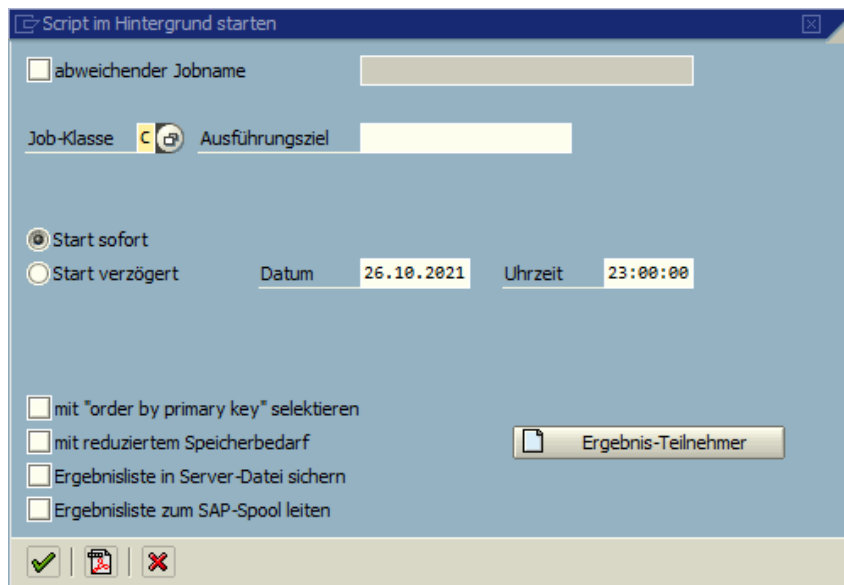 Script im Hintergrund starten
abweichender Jobname
Job-Klasse C Ausführungsziel
Start sofort
Start verzögert Datum 26.10.2021 Uhrzeit 23:00:00
mit "order by primary key" selektieren
mit reduziertem Speicherbedarf Ergebnis-Teilnehmer
Ergebnisliste in Server-Datei sichern
Ergebnisliste zum SAP-Spool leiten